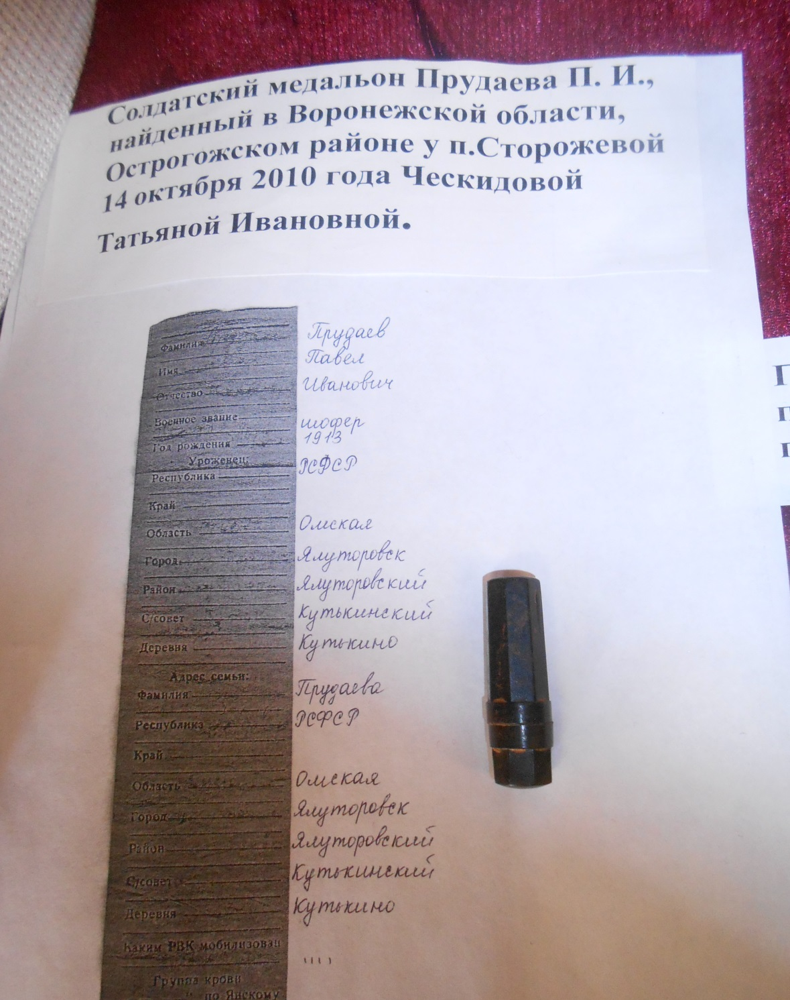 Солдатский медальон Прудаева П. И.,
найденный в Воронежской области,
Острогожском районе у п.Сторожевой
14 октября 2010 года Ческидовой
Татьяной Ивановной.
Фамилия Прудаев
Имя Павел
Отчество Иванович
Военное звание шофер
Год рождения 1913
Уроженец:
Республика РСФСР
Край
Область Омская
Город Ялуторовск
Район Ялуторовский
С/совет Кутькинский
Деревня Кутькино
Адрес семьи:
Фамилия Прудаева
Республика РСФСР
Край
Область Омская
Город Ялуторовск
Район Ялуторовский
С/совет Кутькинский
Деревня Кутькино
Каким РВК мобилизован
Группа крови
по Янскому